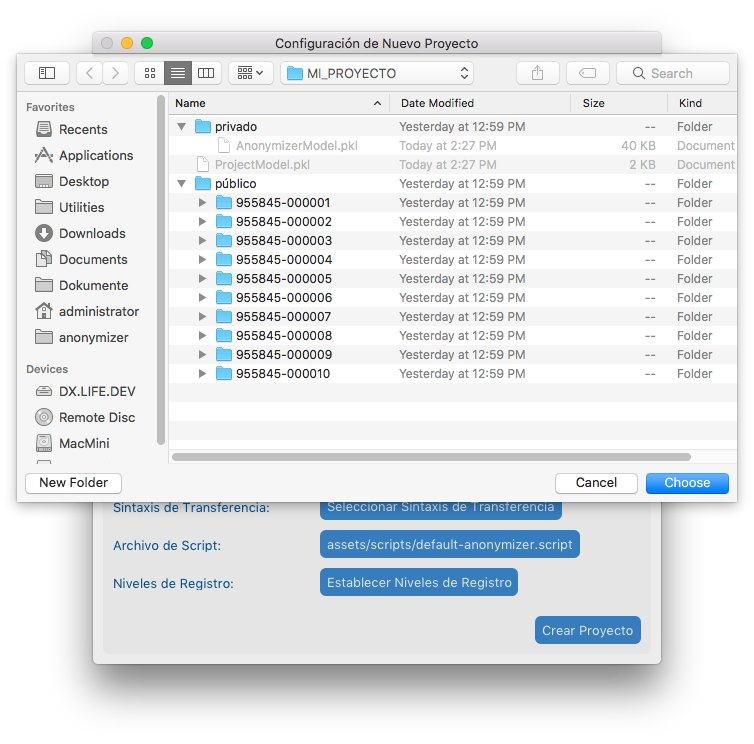 Configuración de Nuevo Proyecto
MI_PROYECTO
Search
Favorites
Recents
Applications
Desktop
Utilities
Downloads
Documents
Dokumente
administrator
anonymizer
Devices
DX.LIFE.DEV
Remote Disc
MacMini
Name Date Modified Size Kind
privado Yesterday at 12:59 PM -- Folder
AnonymizerModel.pkl Today at 2:27 PM 40 KB Document
ProjectModel.pkl Today at 2:27 PM 2 KB Document
público Yesterday at 12:59 PM -- Folder
955845-000001 Yesterday at 12:59 PM -- Folder
955845-000002 Yesterday at 12:59 PM -- Folder
955845-000003 Yesterday at 12:59 PM -- Folder
955845-000004 Yesterday at 12:59 PM -- Folder
955845-000005 Yesterday at 12:59 PM -- Folder
955845-000006 Yesterday at 12:59 PM -- Folder
955845-000007 Yesterday at 12:59 PM -- Folder
955845-000008 Yesterday at 12:59 PM -- Folder
955845-000009 Yesterday at 12:59 PM -- Folder
955845-000010 Yesterday at 12:59 PM -- Folder
New Folder Cancel Choose
Sintaxis de Transferencia: Seleccionar Sintaxis de Transferencia
Archivo de Script: assets/scripts/default-anonymizer.script
Niveles de Registro: Establecer Niveles de Registro
Crear Proyecto